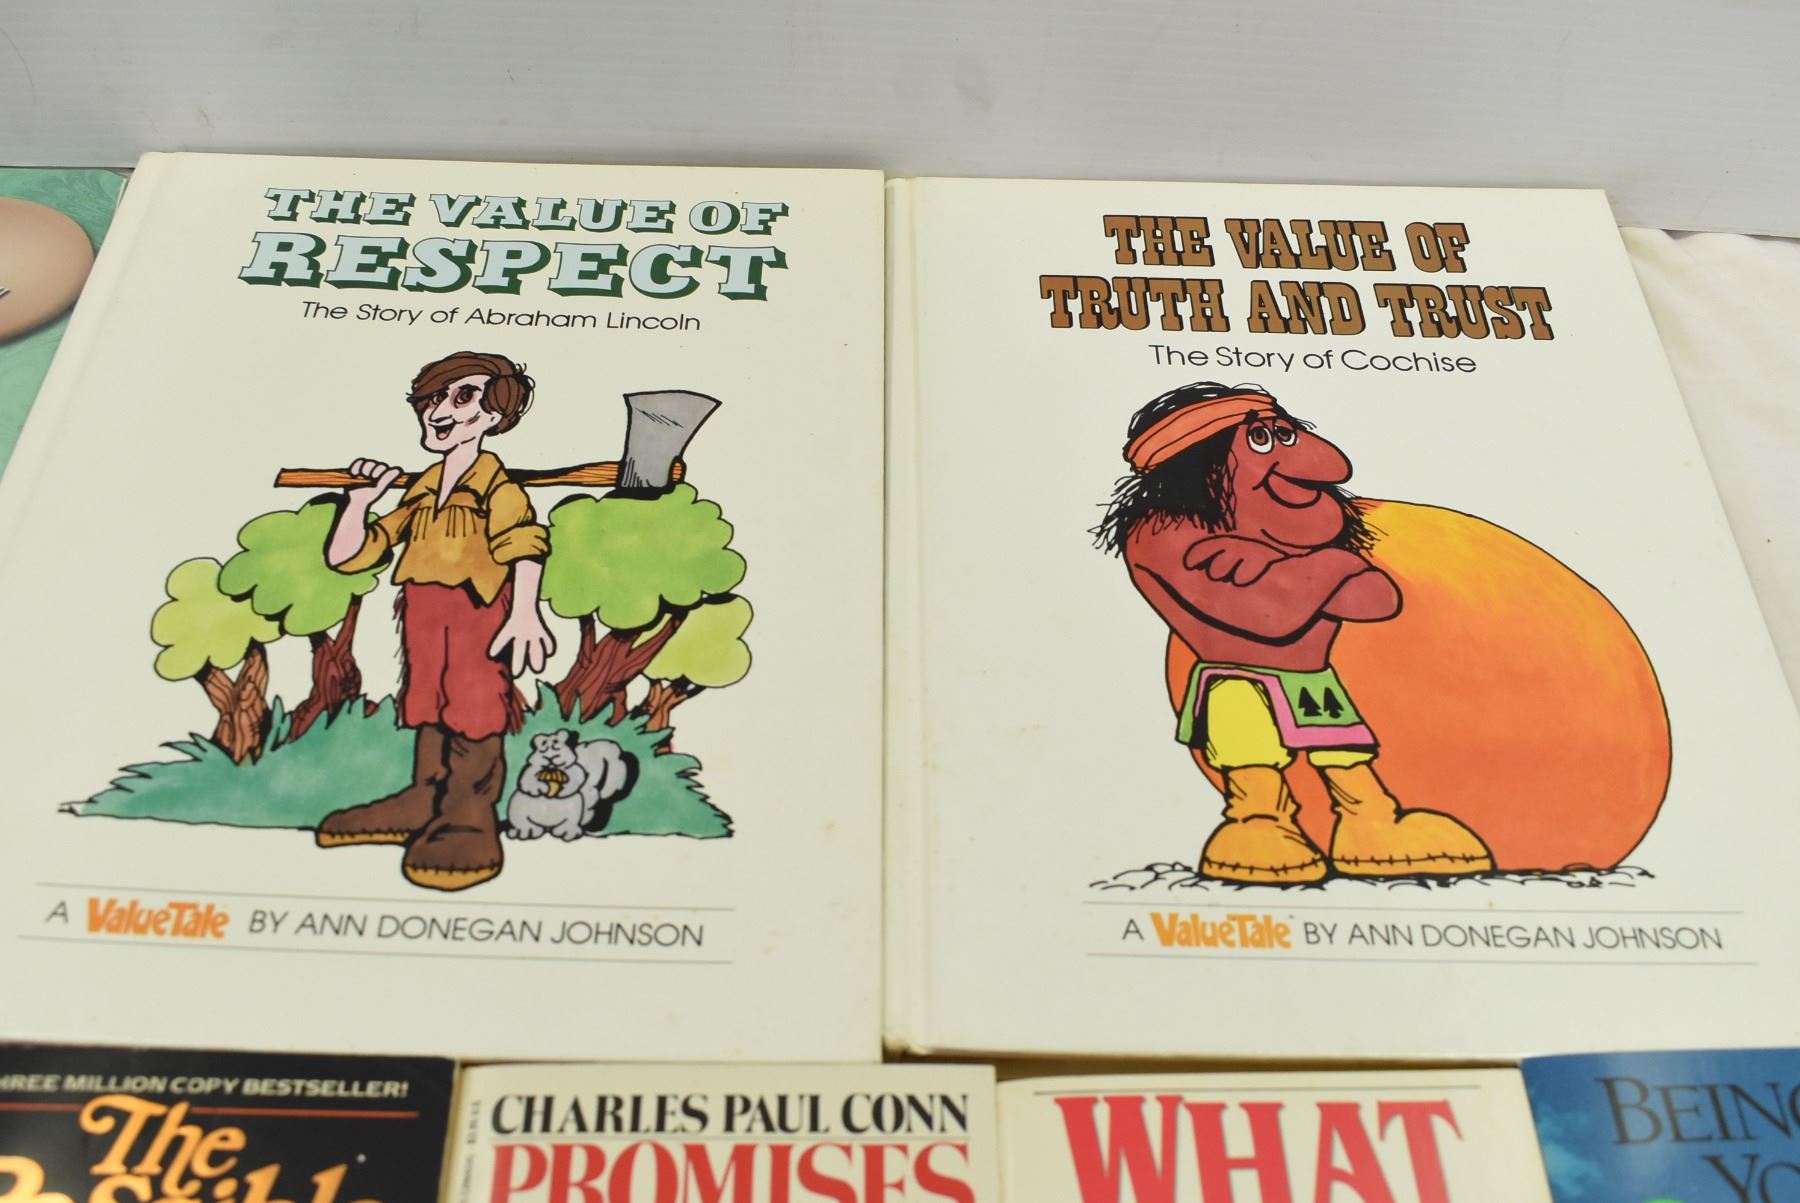 THE VALUE OF
RESPECT
The Story of Abraham Lincoln
A ValueTale BY ANN DONEGAN JOHNSON
THE VALUE OF
TRUTH AND TRUST
The Story of Cochise
A ValueTale BY ANN DONEGAN JOHNSON
THREE MILLION COPY BESTSELLER!
The
CHARLES PAUL CONN
PROMISES
WHAT